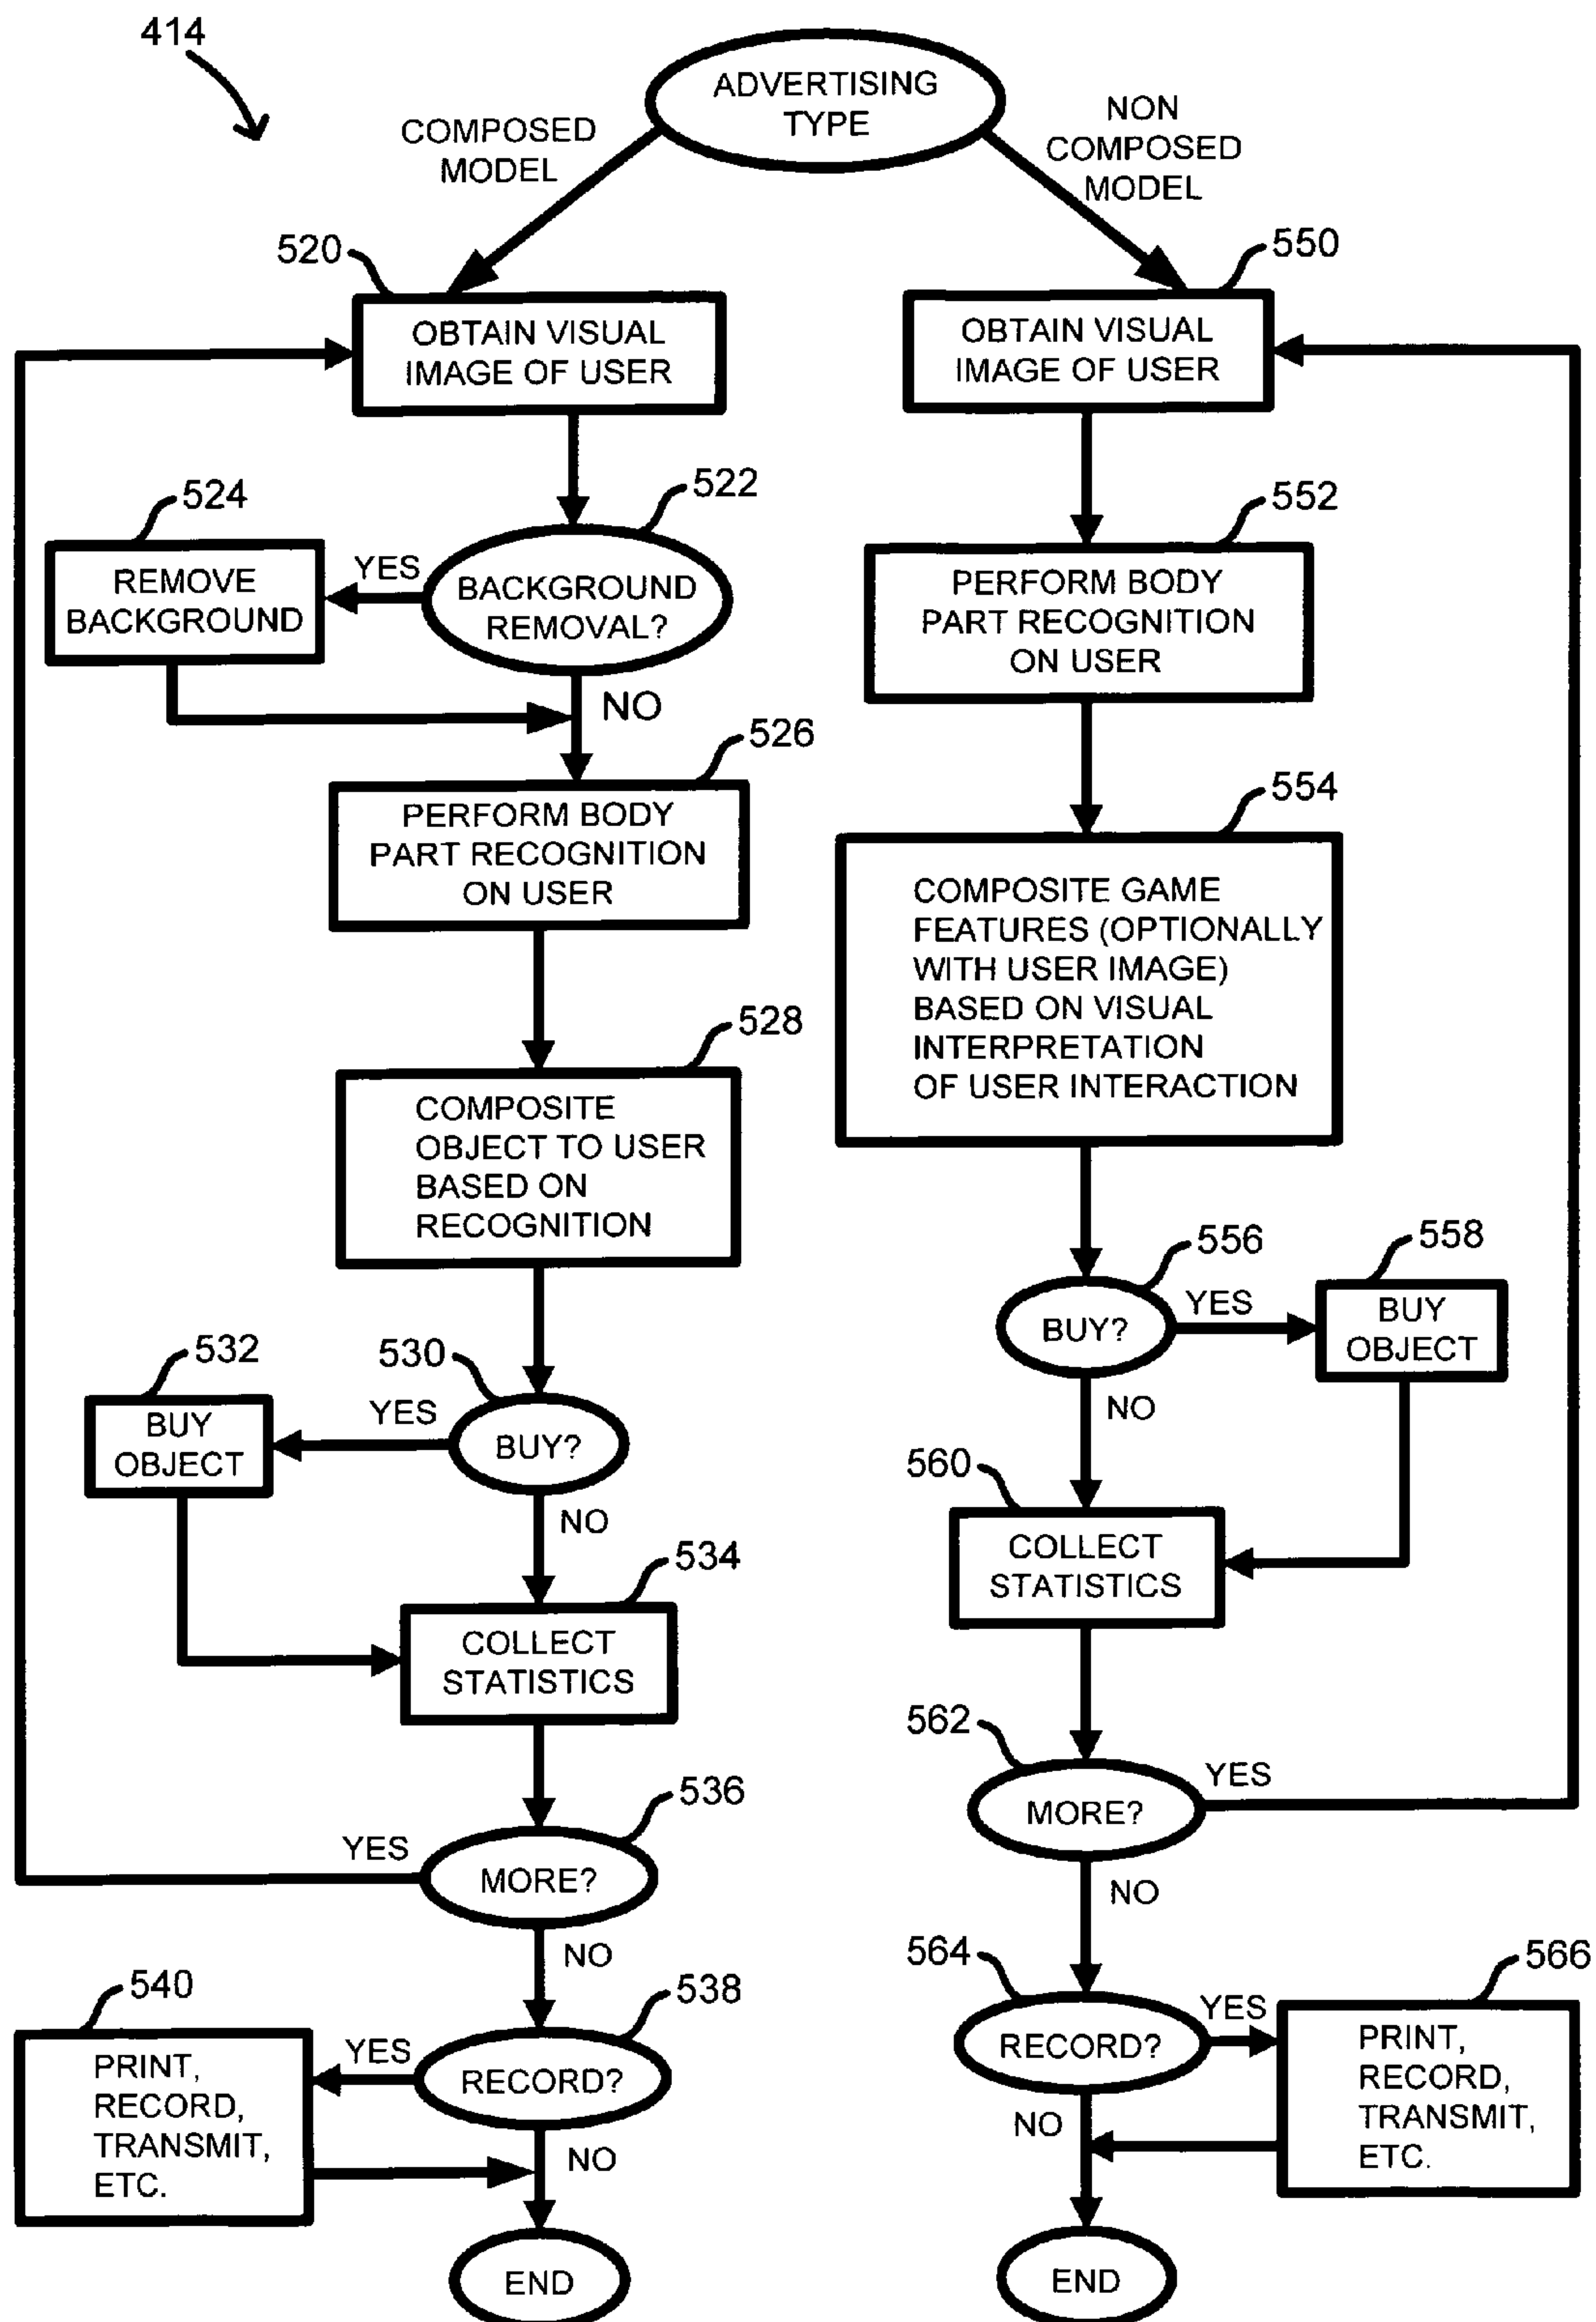 414
ADVERTISING
TYPE
COMPOSED
MODEL
NON
COMPOSED
MODEL
520
OBTAIN VISUAL
IMAGE OF USER
522
BACKGROUND
REMOVAL?
YES
524
REMOVE
BACKGROUND
NO
526
PERFORM BODY
PART RECOGNITION
ON USER
528
COMPOSITE
OBJECT TO USER
BASED ON
RECOGNITION
530
BUY?
YES
532
BUY
OBJECT
NO
534
COLLECT
STATISTICS
536
MORE?
YES
NO
538
RECORD?
YES
540
PRINT,
RECORD,
TRANSMIT,
ETC.
NO
END
550
OBTAIN VISUAL
IMAGE OF USER
552
PERFORM BODY
PART RECOGNITION
ON USER
554
COMPOSITE GAME
FEATURES (OPTIONALLY
WITH USER IMAGE)
BASED ON VISUAL
INTERPRETATION
OF USER INTERACTION
556
BUY?
YES
558
BUY
OBJECT
NO
560
COLLECT
STATISTICS
562
MORE?
YES
NO
564
RECORD?
YES
566
PRINT,
RECORD,
TRANSMIT,
ETC.
NO
END